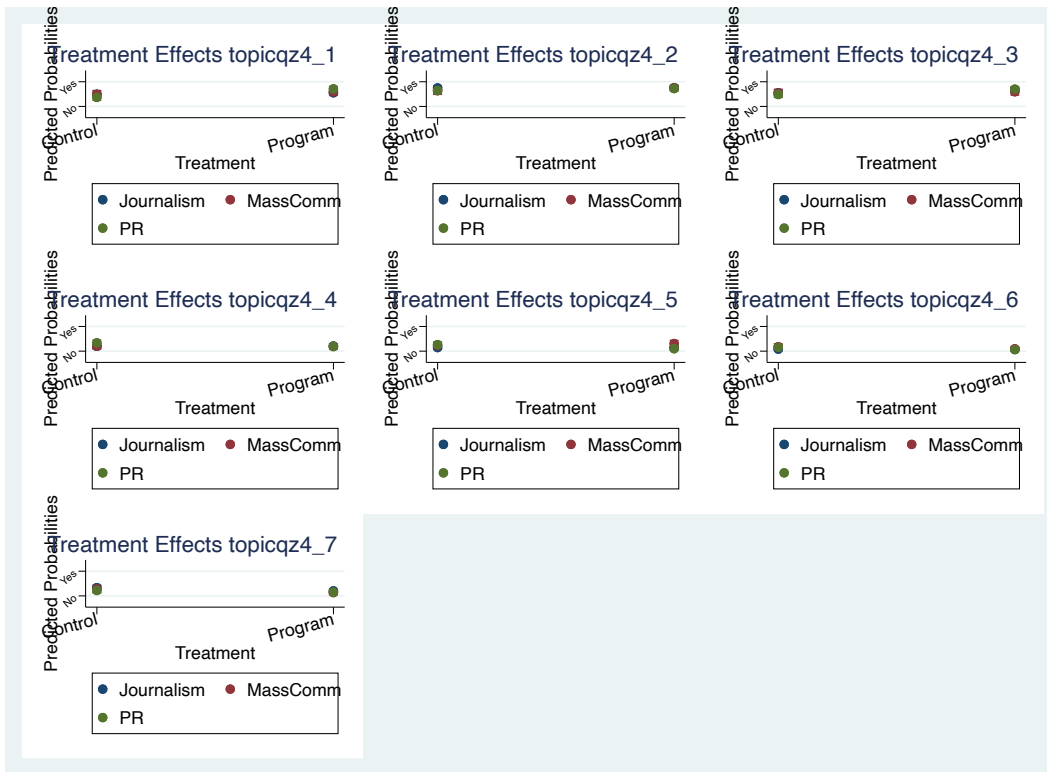 Treatment Effects topicqz4_1
Predicted Probabilities
Yes
No
Control
Program
Treatment
Journalism
MassComm
PR
Treatment Effects topicqz4_2
Predicted Probabilities
Yes
No
Control
Program
Treatment
Journalism
MassComm
PR
Treatment Effects topicqz4_3
Predicted Probabilities
Yes
No
Control
Program
Treatment
Journalism
MassComm
PR
Treatment Effects topicqz4_4
Predicted Probabilities
Yes
No
Control
Program
Treatment
Journalism
MassComm
PR
Treatment Effects topicqz4_5
Predicted Probabilities
Yes
No
Control
Program
Treatment
Journalism
MassComm
PR
Treatment Effects topicqz4_6
Predicted Probabilities
Yes
No
Control
Program
Treatment
Journalism
MassComm
PR
Treatment Effects topicqz4_7
Predicted Probabilities
Yes
No
Control
Program
Treatment
Journalism
MassComm
PR